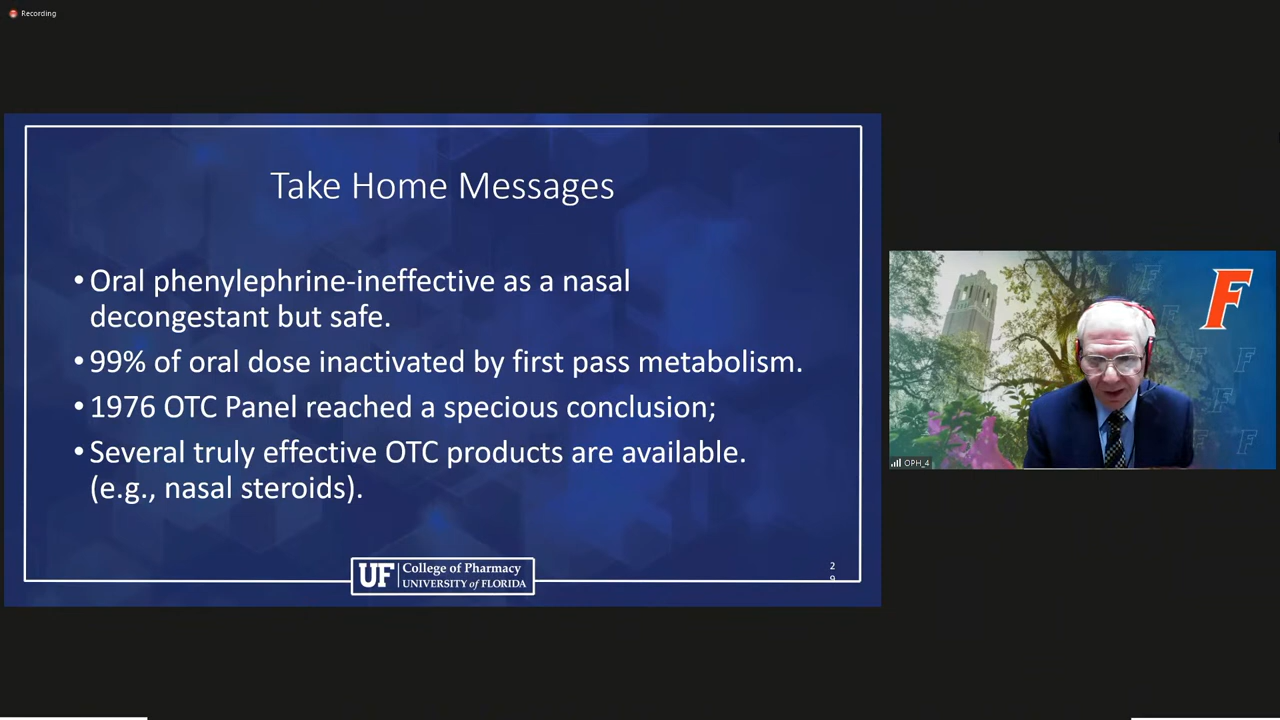 Recording
Take Home Messages
• Oral phenylephrine-ineffective as a nasal
decongestant but safe.
• 99% of oral dose inactivated by first pass metabolism.
• 1976 OTC Panel reached a specious conclusion;
• Several truly effective OTC products are available.
(e.g., nasal steroids).
UF College of Pharmacy
UNIVERSITY of FLORIDA
2
9
F
OPH_4